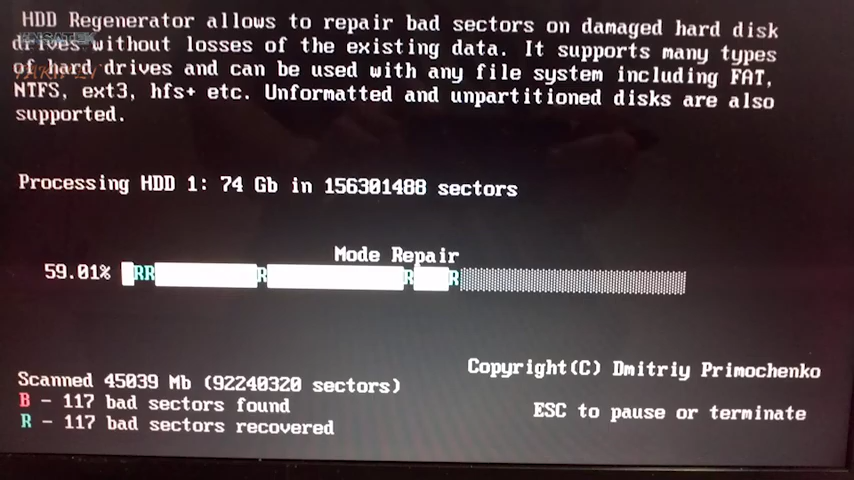 HDD Regenerator allows to repair bad sectors on damaged hard disk
drives without losses of the existing data. It supports many types
of hard drives and can be used with any file system including FAT,
NTFS, ext3, hfs+ etc. Unformatted and unpartitioned disks are also
supported.
Processing HDD 1: 74 Gb in 156301488 sectors
Mode Repair
59.01% RR R R R
Scanned 45039 Mb (92240320 sectors)
B - 117 bad sectors found
R - 117 bad sectors recovered
Copyright(C) Dmitriy Primochenko
ESC to pause or terminate